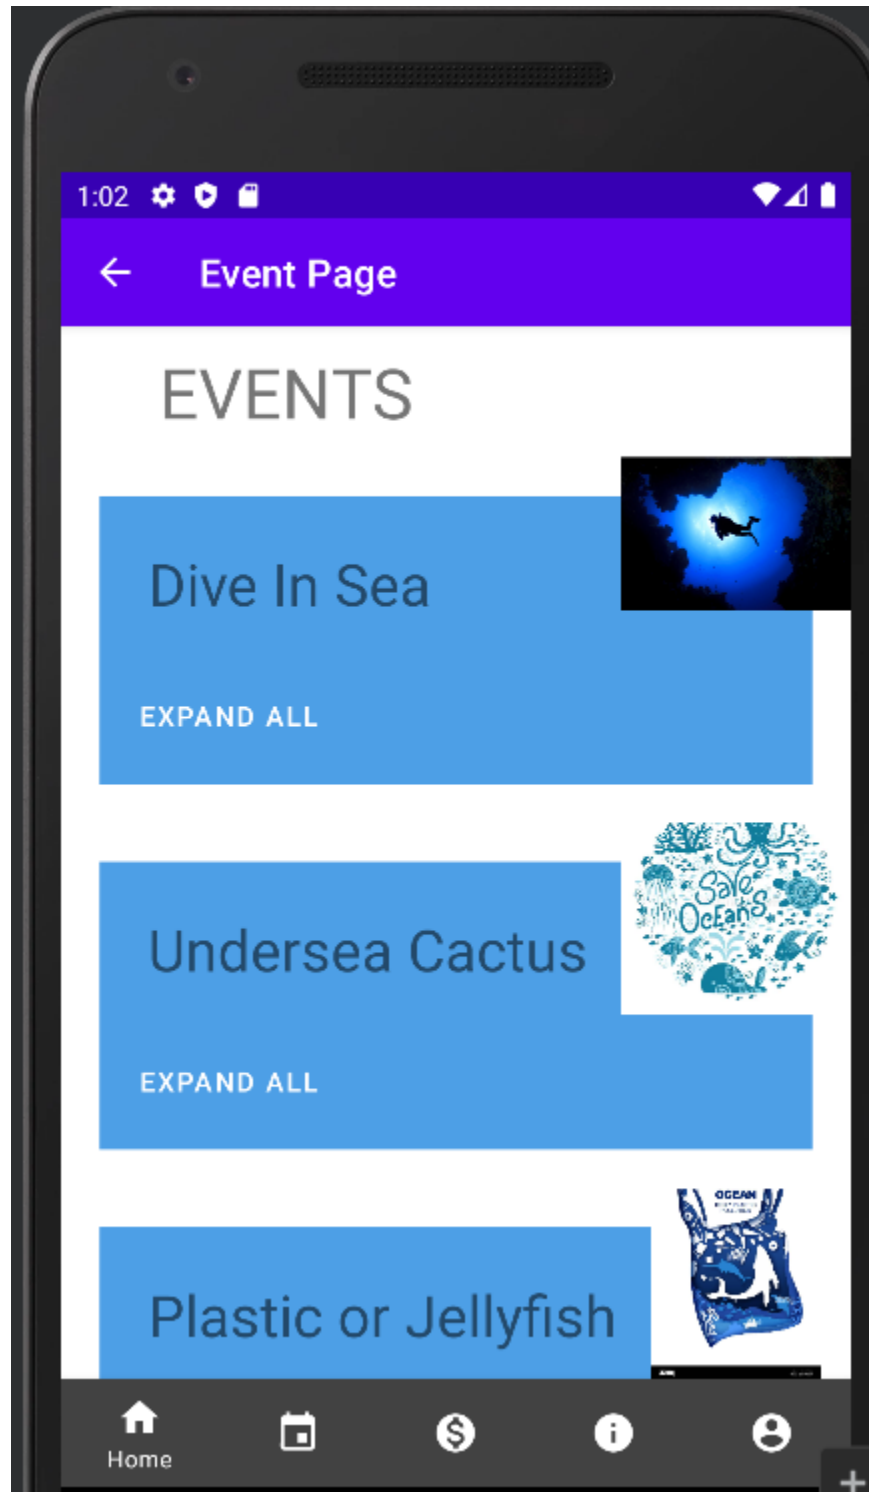 1:02
Event Page
EVENTS
Dive In Sea
EXPAND ALL
Save
Oceans
Undersea Cactus
EXPAND ALL
OCEAN
Plastic or Jellyfish
Home